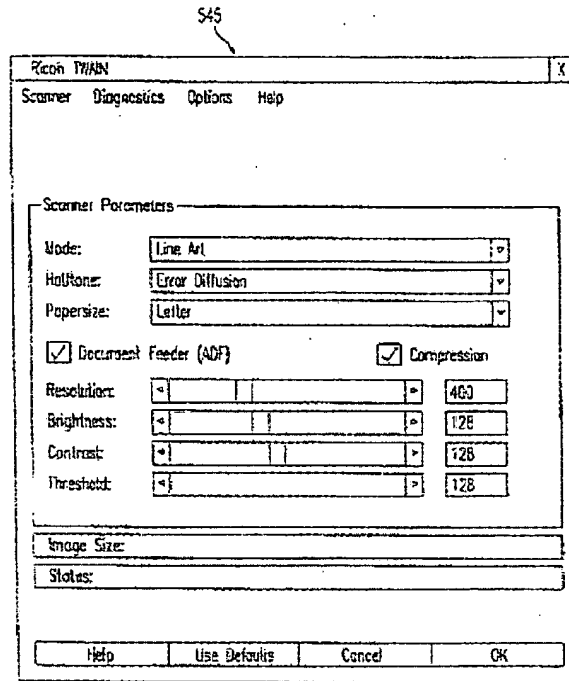 545
Ricoh TWAIN X
Scanner Diagnostics Options Help
Scanner Parameters
Mode: Line Art
Halftone: Error Diffusion
Papersize: Letter
Document Feeder (ADF) Compression
Resolution: 400
Brightness: 128
Contrast: 128
Threshold: 128
Image Size:
Status:
Help Use Defaults Cancel OK